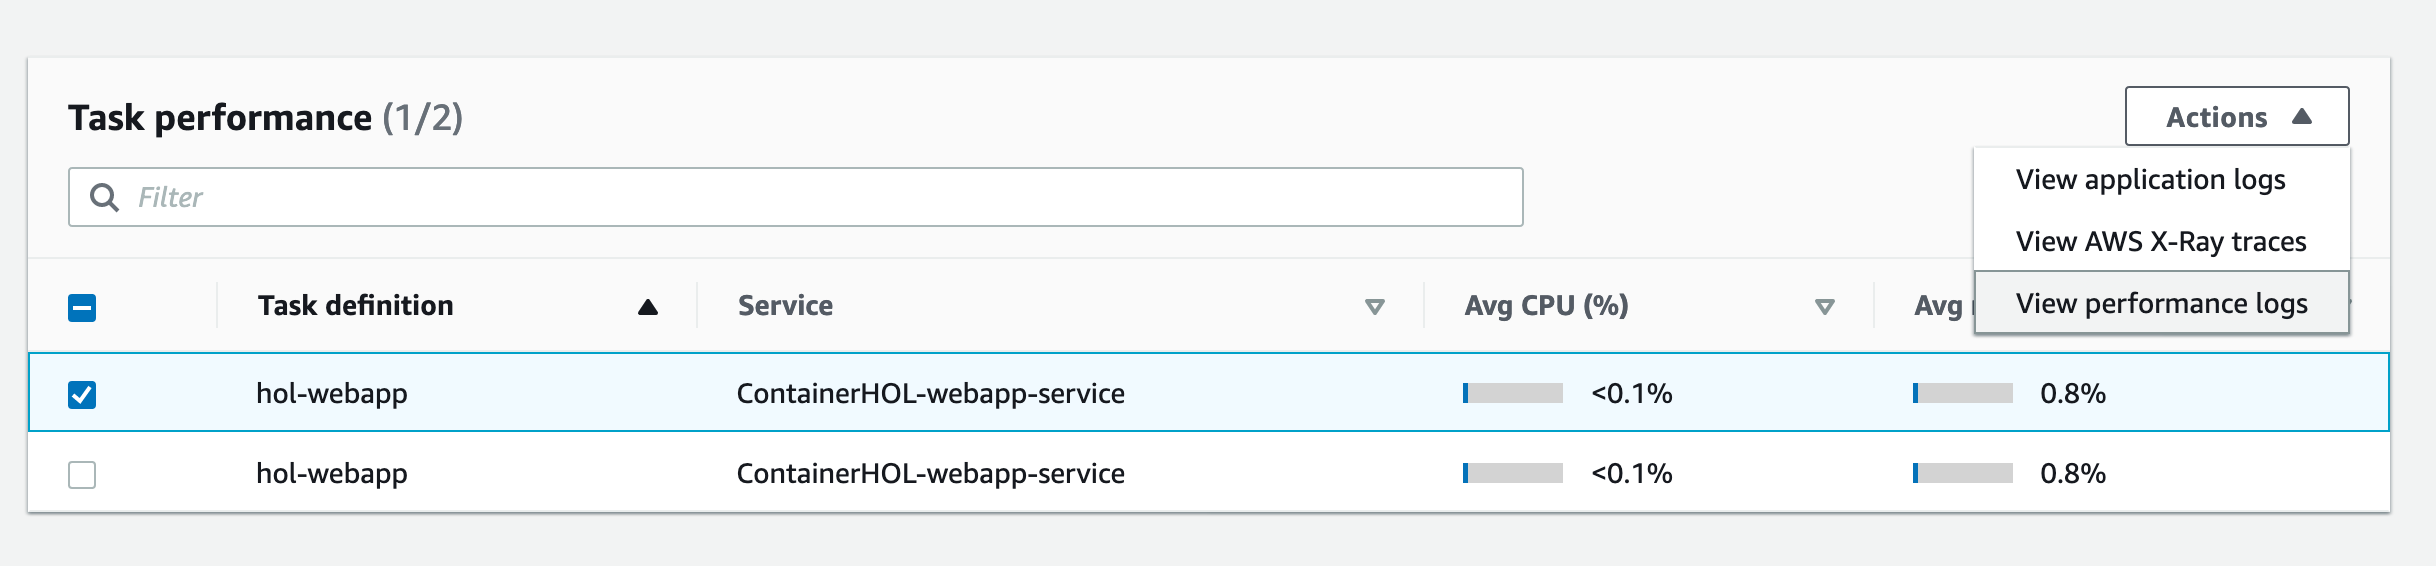 Task performance (1/2)
Actions
Filter
View application logs
View AWS X-Ray traces
View performance logs
Task definition Service Avg CPU (%) Avg
hol-webapp ContainerHOL-webapp-service <0.1% 0.8%
hol-webapp ContainerHOL-webapp-service <0.1% 0.8%